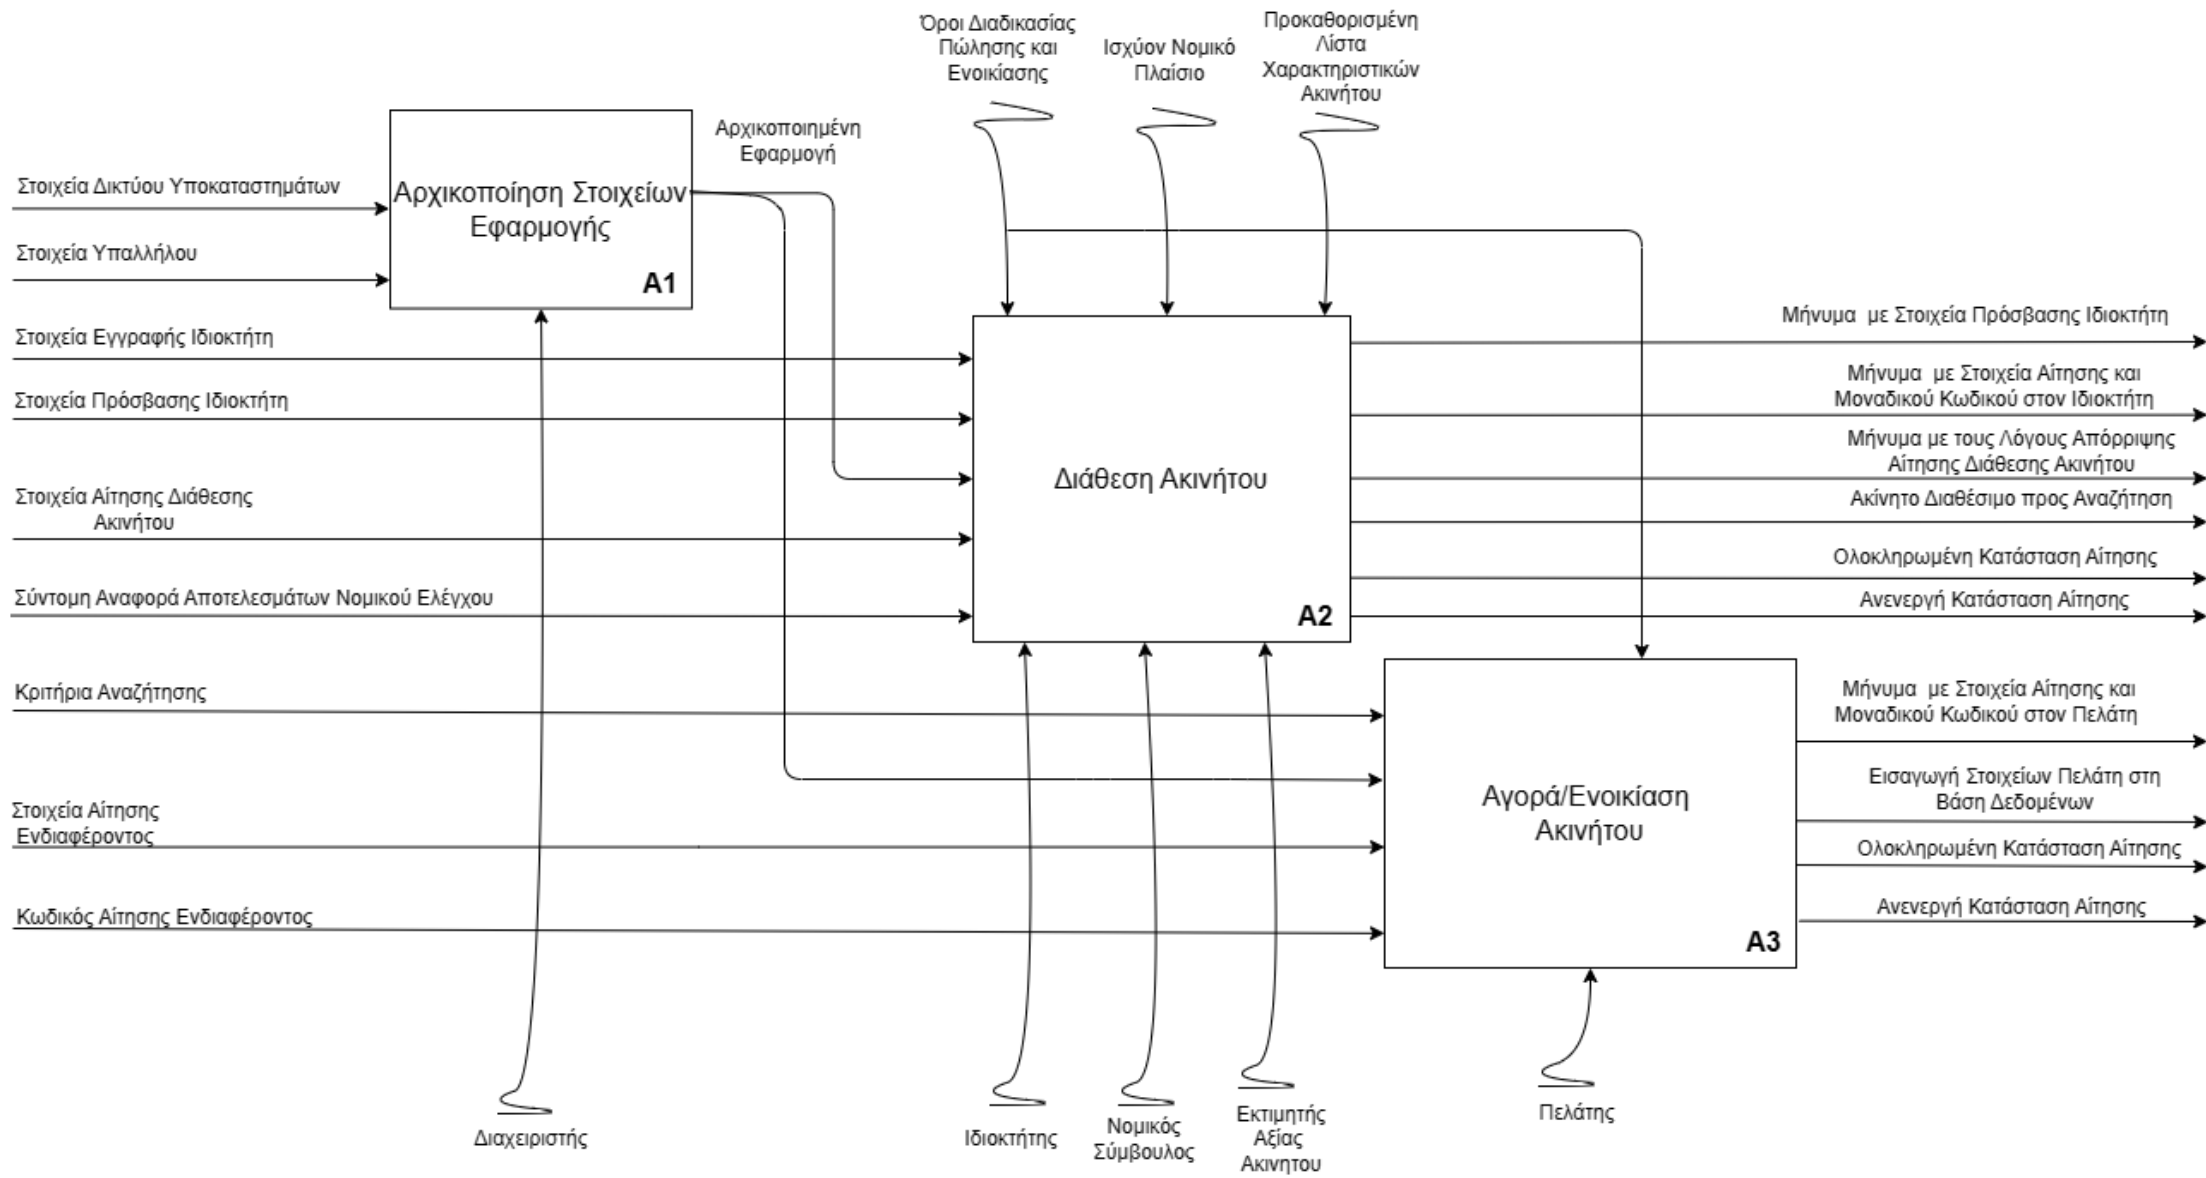 Όροι Διαδικασίας
Πώλησης και
Ενοικίασης
Ισχύον Νομικό
Πλαίσιο
Προκαθορισμένη
Λίστα
Χαρακτηριστικών
Ακινήτου
Αρχικοποιημένη
Εφαρμογή
Στοιχεία Δικτύου Υποκαταστημάτων
Στοιχεία Υπαλλήλου
Αρχικοποίηση Στοιχείων
Εφαρμογής
A1
Στοιχεία Εγγραφής Ιδιοκτήτη
Στοιχεία Πρόσβασης Ιδιοκτήτη
Στοιχεία Αίτησης Διάθεσης
Ακινήτου
Σύντομη Αναφορά Αποτελεσμάτων Νομικού Ελέγχου
Διάθεση Ακινήτου
A2
Μήνυμα με Στοιχεία Πρόσβασης Ιδιοκτήτη
Μήνυμα με Στοιχεία Αίτησης και
Μοναδικού Κωδικού στον Ιδιοκτήτη
Μήνυμα με τους Λόγους Απόρριψης
Αίτησης Διάθεσης Ακινήτου
Ακίνητο Διαθέσιμο προς Αναζήτηση
Ολοκληρωμένη Κατάσταση Αίτησης
Ανενεργή Κατάσταση Αίτησης
Κριτήρια Αναζήτησης
Στοιχεία Αίτησης
Ενδιαφέροντος
Κωδικός Αίτησης Ενδιαφέροντος
Αγορά/Ενοικίαση
Ακινήτου
A3
Μήνυμα με Στοιχεία Αίτησης και
Μοναδικού Κωδικού στον Πελάτη
Εισαγωγή Στοιχείων Πελάτη στη
Βάση Δεδομένων
Ολοκληρωμένη Κατάσταση Αίτησης
Ανενεργή Κατάσταση Αίτησης
Διαχειριστής
Ιδιοκτήτης
Νομικός
Σύμβουλος
Εκτιμητής
Αξίας
Ακινητου
Πελάτης